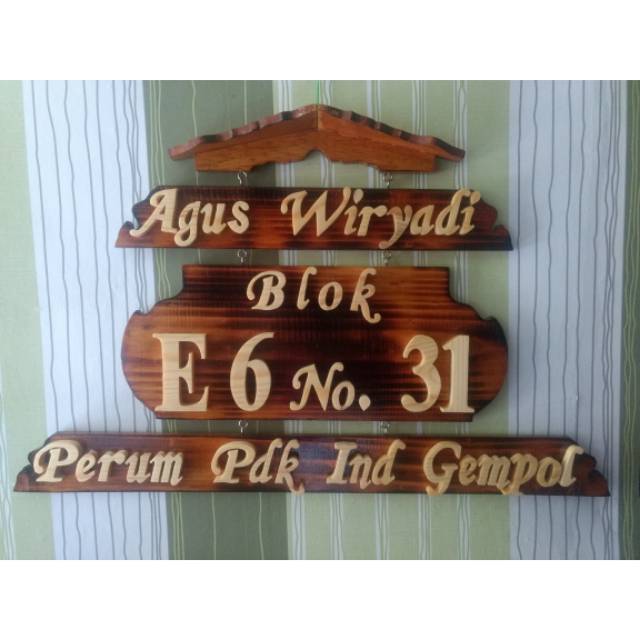 Agus Wiryadi
Blok
E 6 No. 31
Perum Pdk Ind Gempol